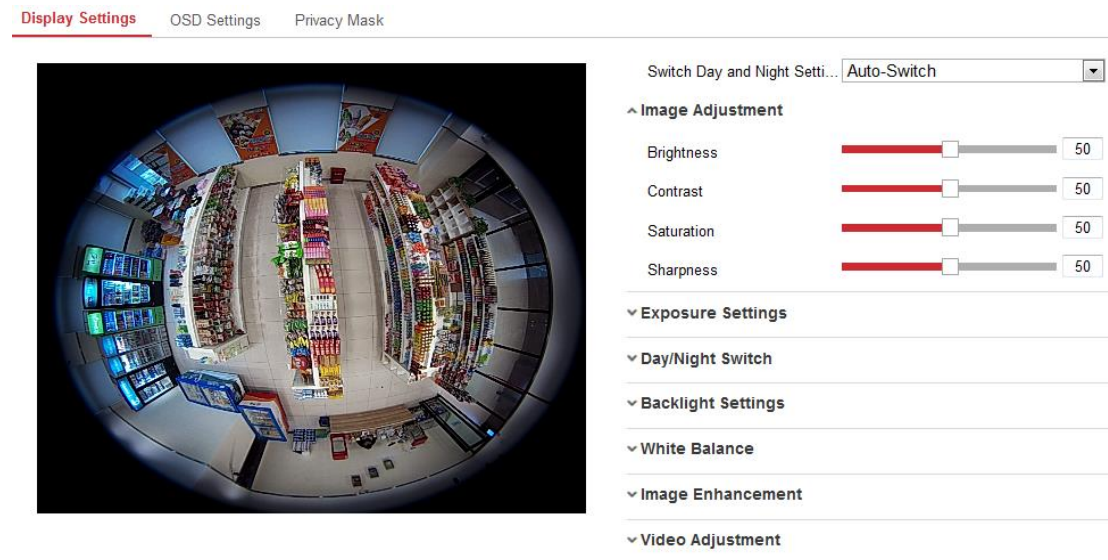 Display Settings OSD Settings Privacy Mask
Switch Day and Night Setti... Auto-Switch
Image Adjustment
Brightness 50
Contrast 50
Saturation 50
Sharpness 50
Exposure Settings
Day/Night Switch
Backlight Settings
White Balance
Image Enhancement
Video Adjustment